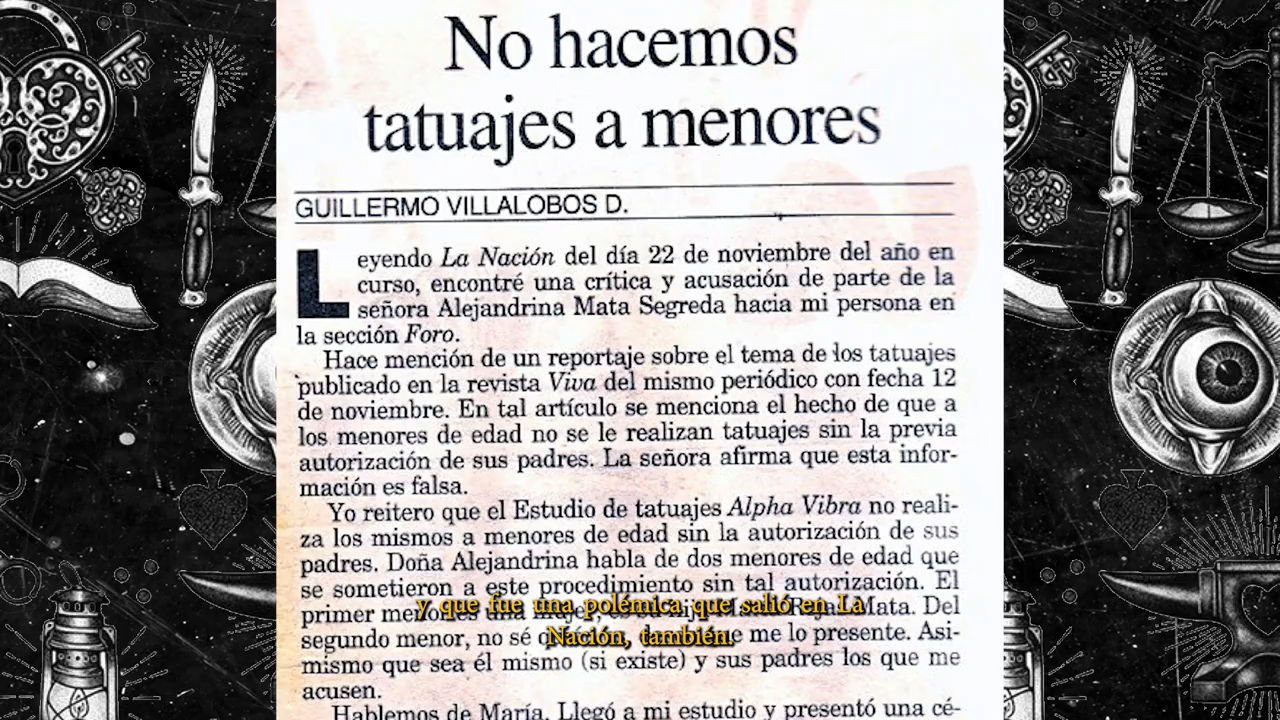 No hacemos
tatuajes a menores
GUILLERMO VILLALOBOS D.
Leyendo La Nación del día 22 de noviembre del año en
curso, encontré una crítica y acusación de parte de la
señora Alejandrina Mata Segreda hacia mi persona en
la sección Foro.
Hace mención de un reportaje sobre el tema de los tatuajes
publicado en la revista Viva del mismo periódico con fecha 12
de noviembre. En tal artículo se menciona el hecho de que a
los menores de edad no se le realizan tatuajes sin la previa
autorización de sus padres. La señora afirma que esta infor-
mación es falsa.
Yo reitero que el Estudio de tatuajes Alpha Vibra no reali-
za los mismos a menores de edad sin la autorización de sus
padres. Doña Alejandrina habla de dos menores de edad que
se sometieron a este procedimiento sin tal autorización. El
primer menor es una mujer, Mata. Del
segundo menor, no sé me lo presente. Asi-
mismo que sea él mismo (si existe) y sus padres los que me
acusen.
Hablemos de María. Llegó a mi estudio y presentó una cé-
y que fue una polémica que salió en La
Nación, también.